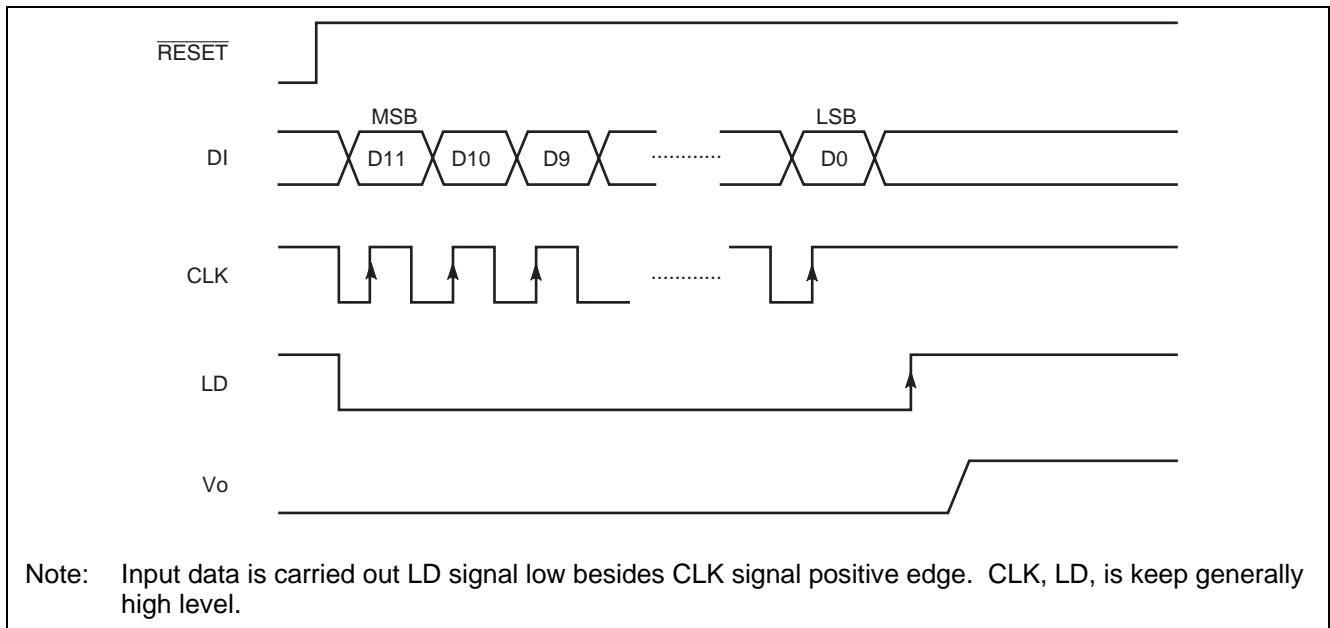 RESET
MSB LSB
DI D11 D10 D9 ............ D0
CLK ............
LD
Vo
Note: Input data is carried out LD signal low besides CLK signal positive edge. CLK, LD, is keep generally
high level.